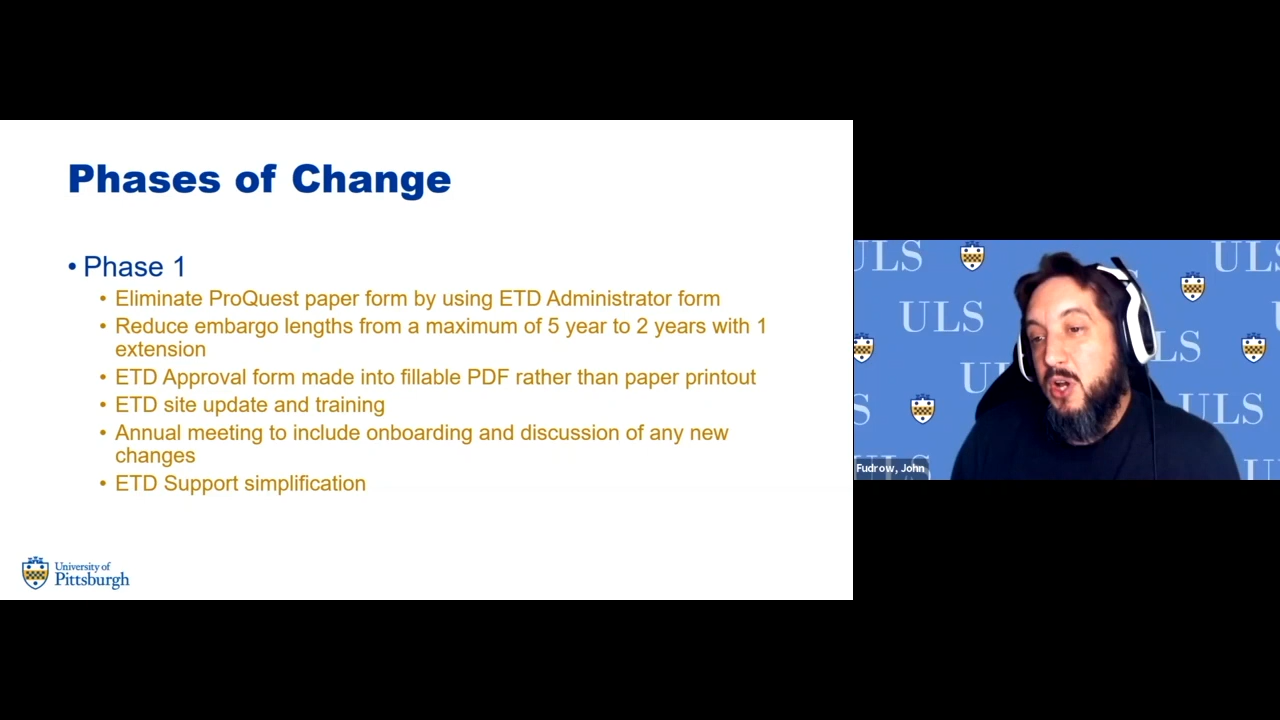 Phases of Change
• Phase 1
• Eliminate ProQuest paper form by using ETD Administrator form
• Reduce embargo lengths from a maximum of 5 year to 2 years with 1
extension
• ETD Approval form made into fillable PDF rather than paper printout
• ETD site update and training
• Annual meeting to include onboarding and discussion of any new
changes
• ETD Support simplification
University of
Pittsburgh
ULS
ULS
ULS
Fudrow, John